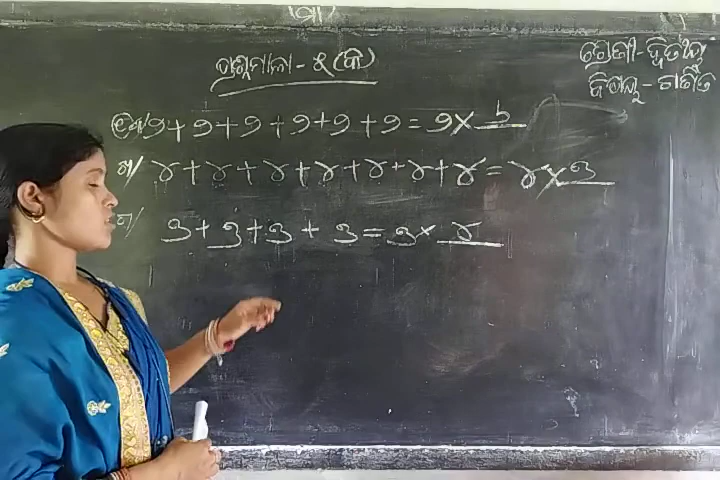 ପ୍ରଶ୍ନମାଳା - ୫ (କ)
ଶ୍ରେଣୀ - ଦ୍ୱିତୀୟ
ବିଷୟ - ଗଣିତ
କ/ ୨ + ୨ + ୨ + ୨ + ୨ + ୨ = ୨ × ୬
ଖ/ ୪ + ୪ + ୪ + ୪ + ୪ + ୪ + ୪ = ୪ × ୭
ଗ/ ୩ + ୩ + ୩ + ୩ = ୩ × ୪